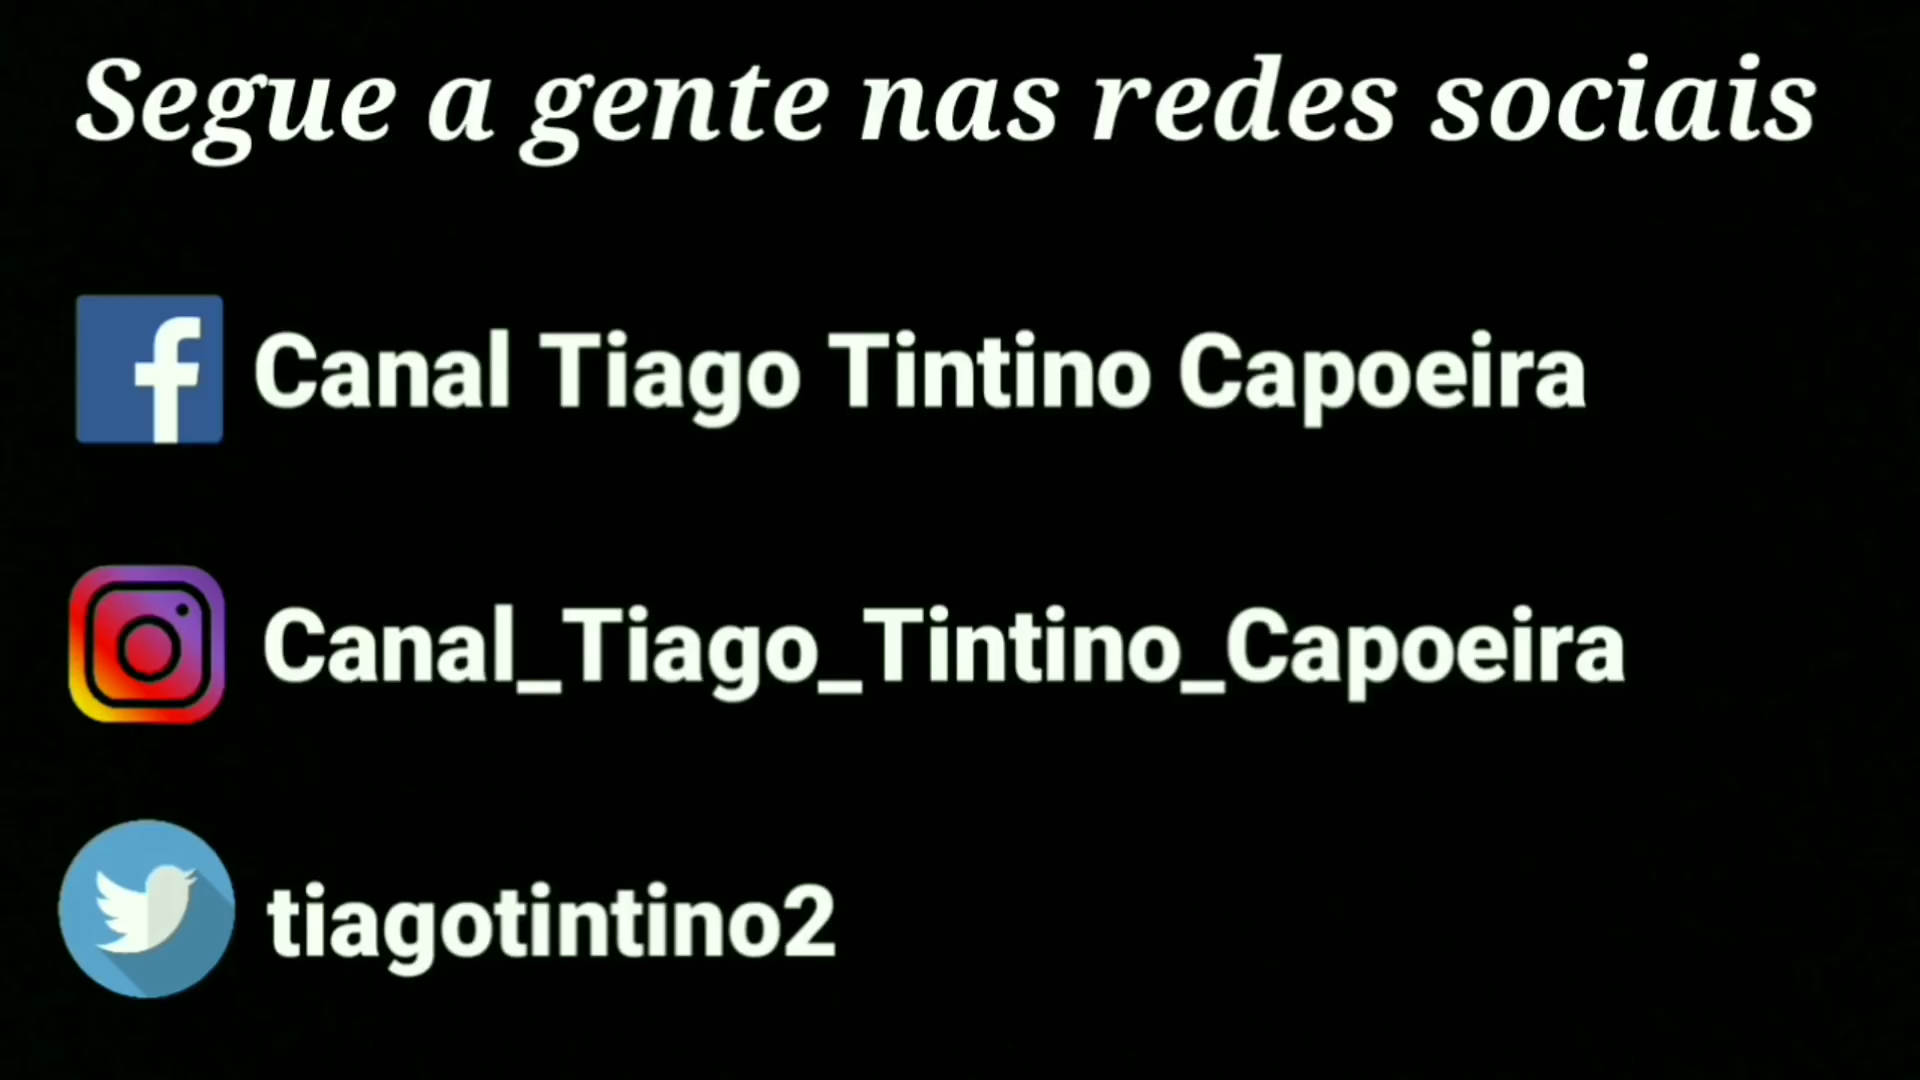 Segue a gente nas redes sociais
Canal Tiago Tintino Capoeira
Canal_Tiago_Tintino_Capoeira
tiagotintino2